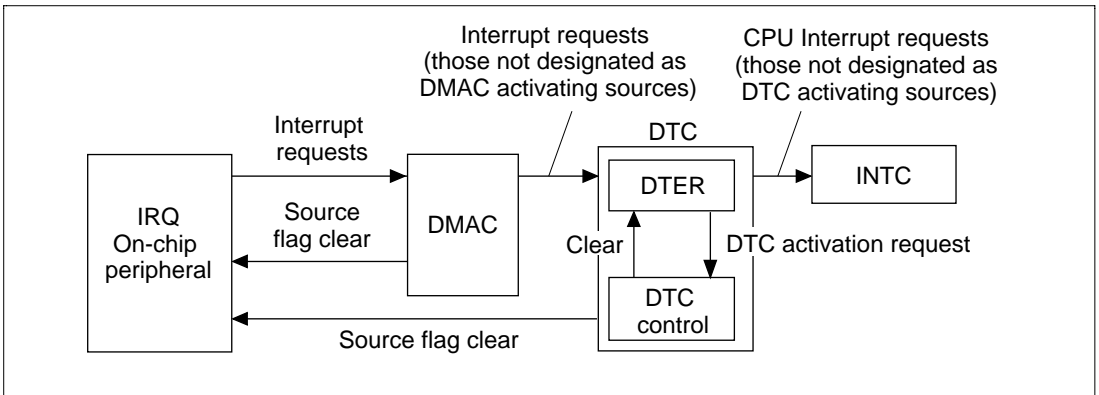 Interrupt requests
(those not designated as
DMAC activating sources)
CPU Interrupt requests
(those not designated as
DTC activating sources)
Interrupt
requests
DTC
IRQ
On-chip
peripheral
Source
flag clear
DMAC
DTER
INTC
Clear
DTC activation request
DTC
control
Source flag clear